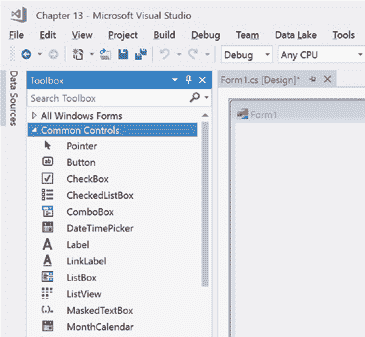 Chapter 13 - Microsoft Visual Studio
File Edit View Project Build Debug Team Data Lake Tools
Debug Any CPU
Data Sources
Toolbox
Form1.cs [Design]*
Search Toolbox
All Windows Forms
Form1
Common Controls
Pointer
Button
CheckBox
CheckedListBox
ComboBox
DateTimePicker
Label
LinkLabel
ListBox
ListView
MaskedTextBox
MonthCalendar